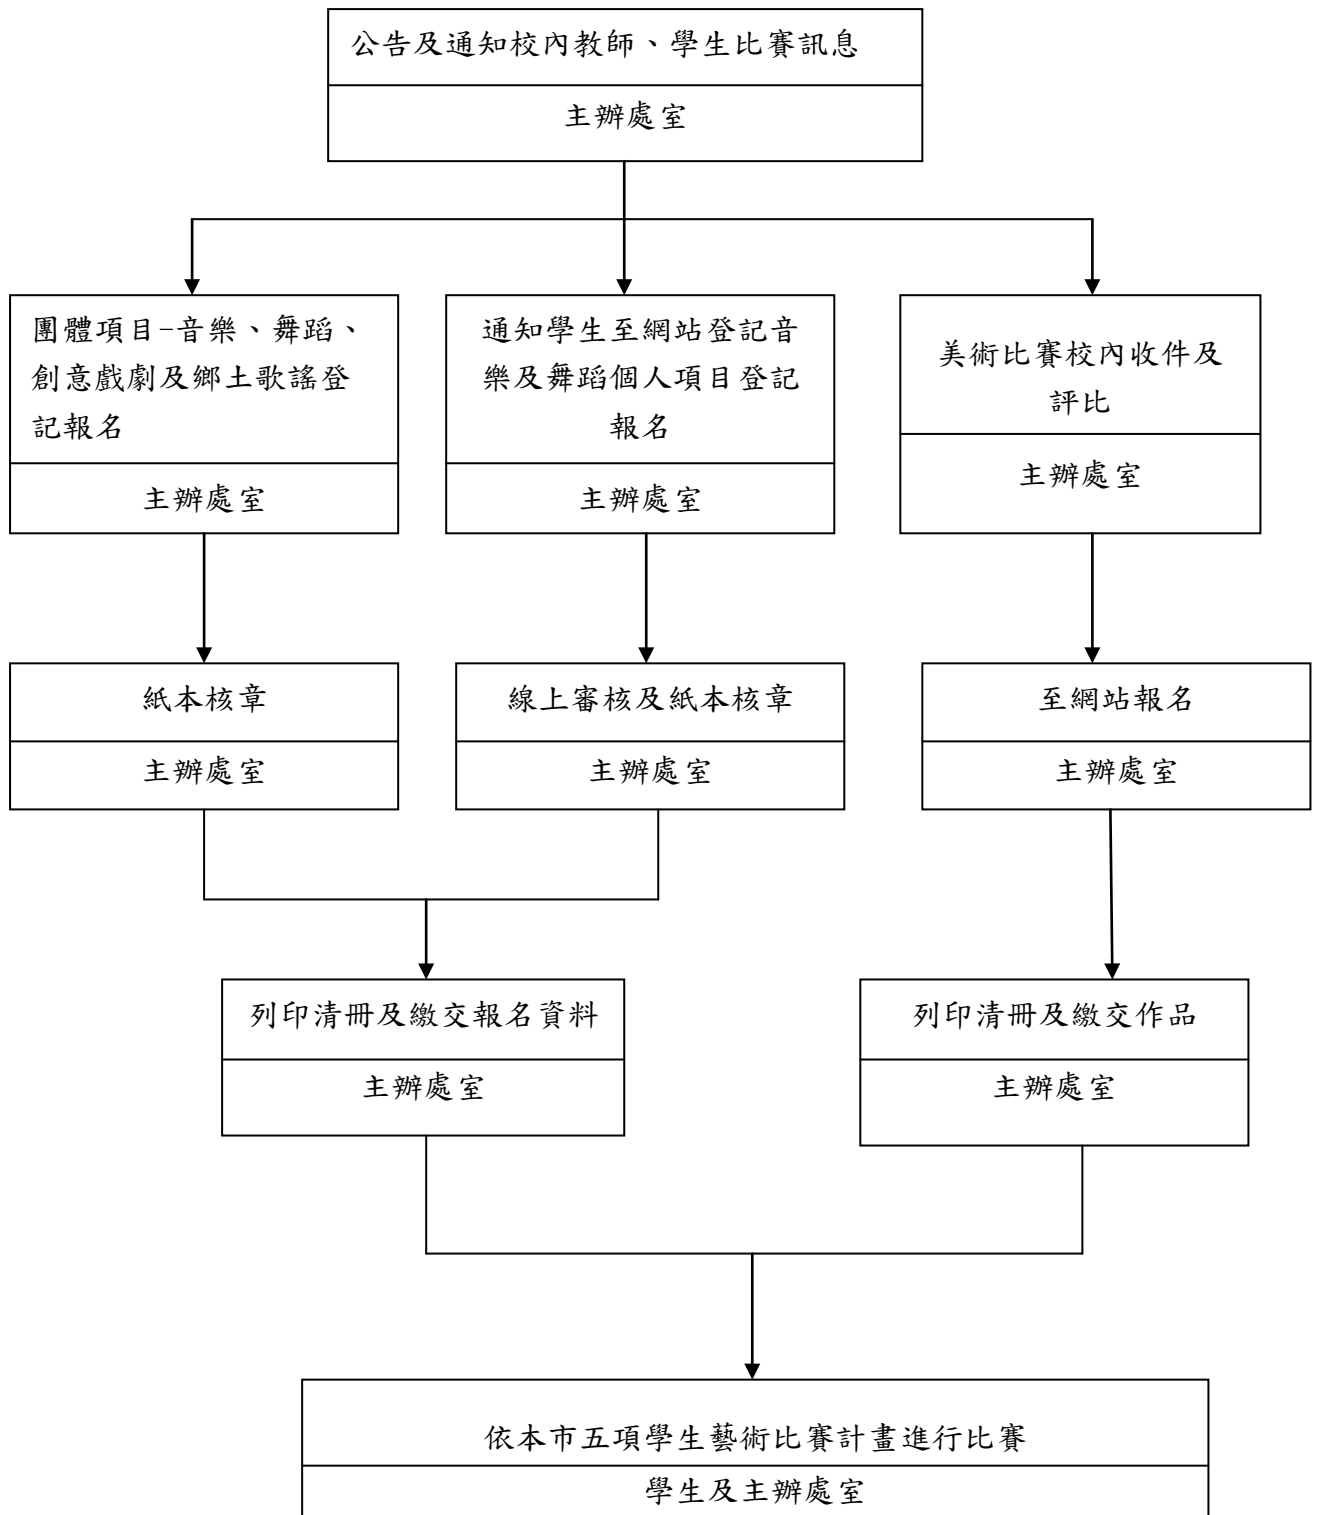 公告及通知校內教師、學生比賽訊息
主辦處室
團體項目-音樂、舞蹈、
創意戲劇及鄉土歌謠登
記報名
主辦處室
通知學生至網站登記音
樂及舞蹈個人項目登記
報名
主辦處室
美術比賽校內收件及
評比
主辦處室
紙本核章
主辦處室
線上審核及紙本核章
主辦處室
至網站報名
主辦處室
列印清冊及繳交報名資料
主辦處室
列印清冊及繳交作品
主辦處室
依本市五項學生藝術比賽計畫進行比賽
學生及主辦處室